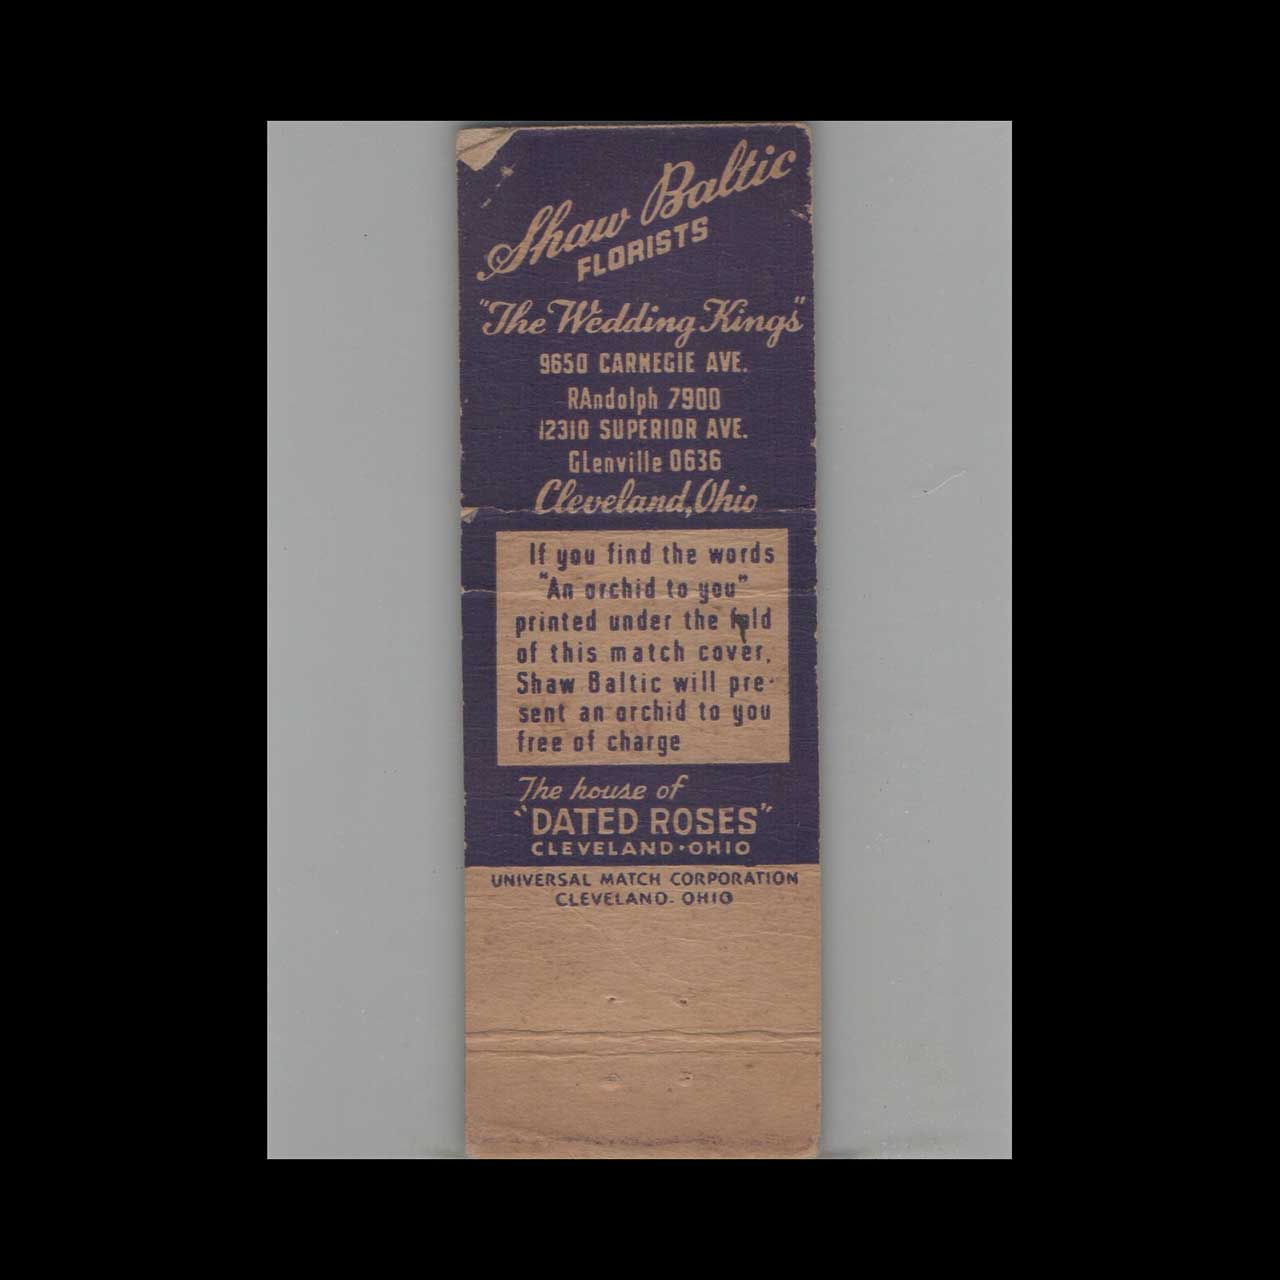 Shaw Baltic
FLORISTS
"The Wedding Kings"
9650 CARNEGIE AVE.
RAndolph 7900
12310 SUPERIOR AVE.
GLenville 0636
Cleveland, Ohio
If you find the words
"An orchid to you"
printed under the fold
of this match cover,
Shaw Baltic will pre-
sent an orchid to you
free of charge
The house of
"DATED ROSES"
CLEVELAND·OHIO
UNIVERSAL MATCH CORPORATION
CLEVELAND. OHIO